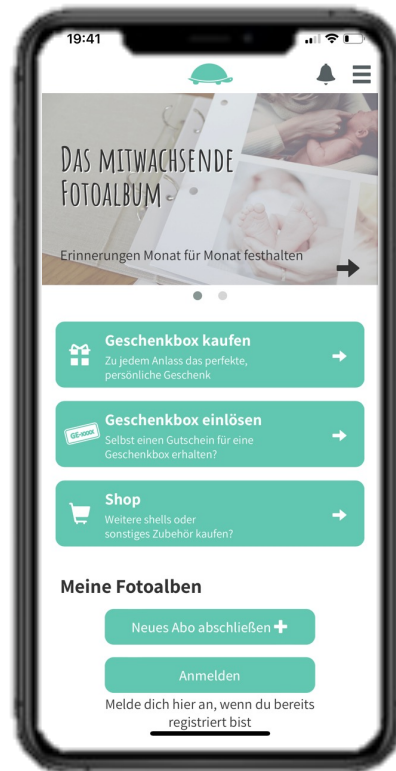 19:41
DAS MITWACHSENDE
FOTOALBUM
Erinnerungen Monat für Monat festhalten
Geschenkbox kaufen
Zu jedem Anlass das perfekte,
persönliche Geschenk
GE-XXXXX
Geschenkbox einlösen
Selbst einen Gutschein für eine
Geschenkbox erhalten?
Shop
Weitere shells oder
sonstiges Zubehör kaufen?
Meine Fotoalben
Neues Abo abschließen
Anmelden
Melde dich hier an, wenn du bereits
registriert bist